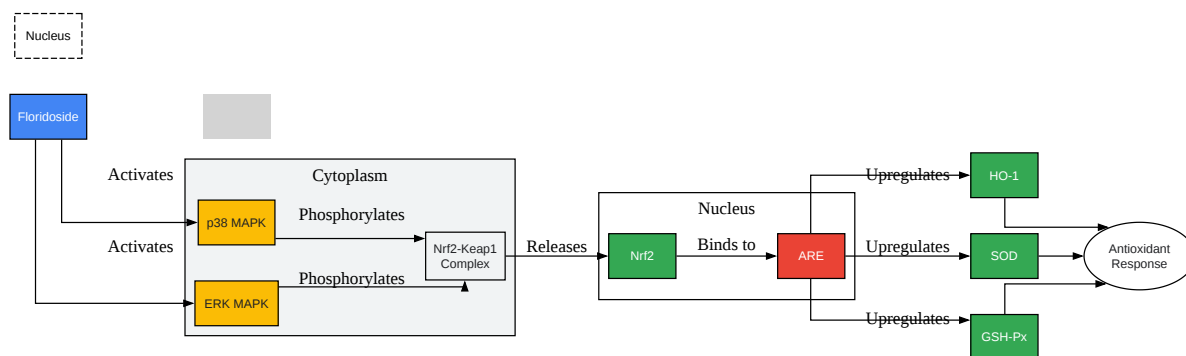 Nucleus
Floridoside
Activates
Cytoplasm
p38 MAPK
Phosphorylates
Activates
Nrf2-Keap1
Complex
Phosphorylates
ERK MAPK
Releases
Nucleus
Nrf2
Binds to
ARE
Upregulates
HO-1
Upregulates
SOD
Upregulates
GSH-Px
Antioxidant
Response